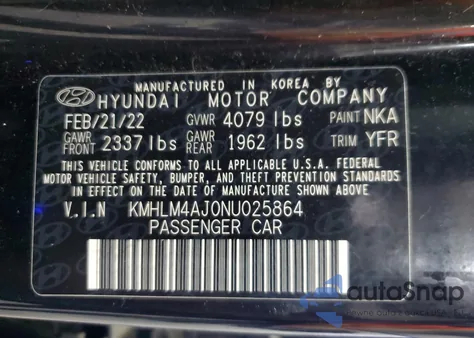 MANUFACTURED IN KOREA BY
HYUNDAI MOTOR COMPANY
FEB/21/22 GVWR 4079 lbs PAINT NKA
GAWR FRONT 2337 lbs GAWR REAR 1962 lbs TRIM YFR
THIS VEHICLE CONFORMS TO ALL APPLICABLE U.S.A. FEDERAL
MOTOR VEHICLE SAFETY, BUMPER, AND THEFT PREVENTION STANDARDS
IN EFFECT ON THE DATE OF MANUFACTURE SHOWN ABOVE.
V.I.N KMHLM4AJ0NU025864
PASSENGER CAR
autoSnap